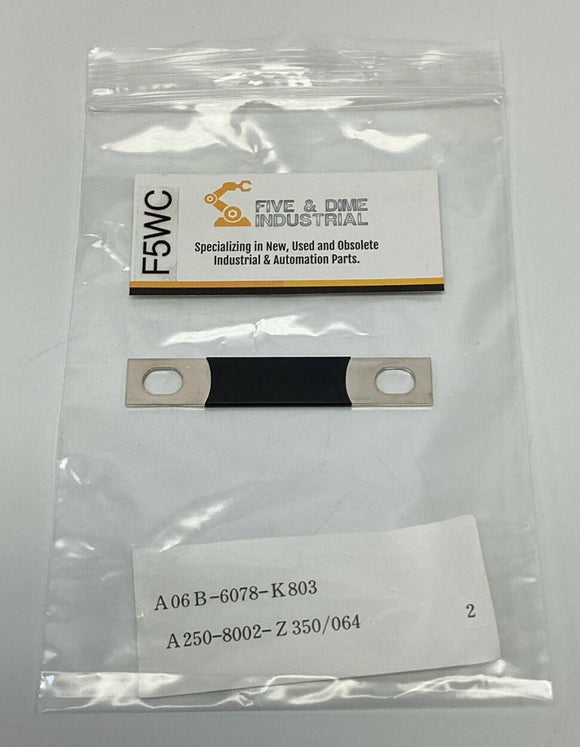 F5WC
FIVE & DIME
INDUSTRIAL
Specializing in New, Used and Obsolete
Industrial & Automation Parts.
A06B-6078-K803
A250-8002-Z350/064
2